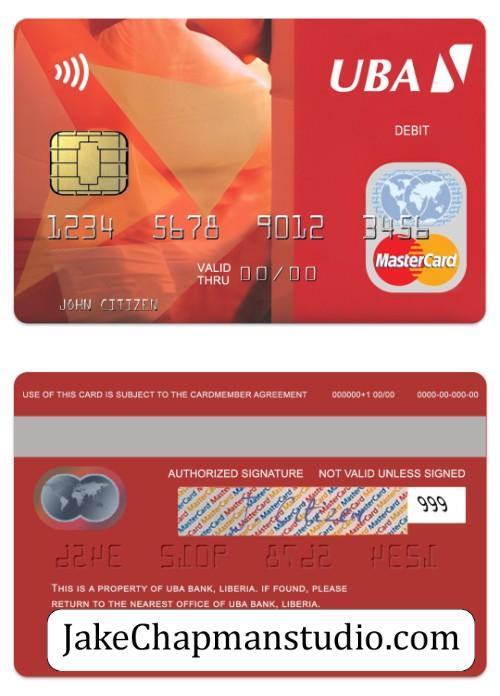 UBA
DEBIT
1234 5678 9012 3456
MasterCard
VALID
THRU 00/00
JOHN CITIZEN
USE OF THIS CARD IS SUBJECT TO THE CARDMEMBER AGREEMENT 000000+1 00/00 0000-00-000-00
AUTHORIZED SIGNATURE NOT VALID UNLESS SIGNED
999
THIS IS A PROPERTY OF UBA BANK, LIBERIA. IF FOUND, PLEASE
RETURN TO THE NEAREST OFFICE OF UBA BANK, LIBERIA.
JakeChapmanstudio.com